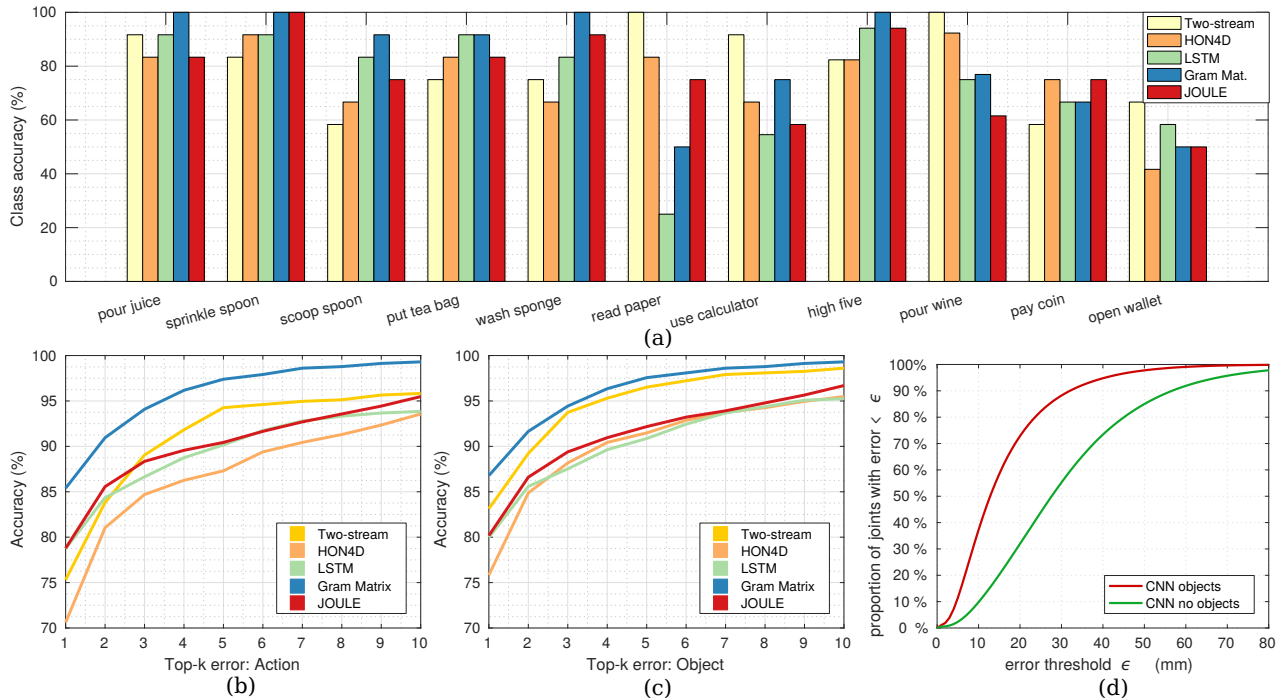 100
80
60
40
20
0
Class accuracy (%)
Two-stream
HON4D
LSTM
Gram Mat.
JOULE
pour juice
sprinkle spoon
scoop spoon
put tea bag
wash sponge
read paper
use calculator
high five
pour wine
pay coin
open wallet
(a)
100
95
90
85
80
75
70
Accuracy (%)
Two-stream
HON4D
LSTM
Gram Matrix
JOULE
1 2 3 4 5 6 7 8 9 10
Top-k error: Action
(b)
100
95
90
85
80
75
70
Accuracy (%)
Two-stream
HON4D
LSTM
Gram Matrix
JOULE
1 2 3 4 5 6 7 8 9 10
Top-k error: Object
(c)
100%
90%
80%
70%
60%
50%
40%
30%
20%
10%
0 %
proportion of joints with error < ϵ
CNN objects
CNN no objects
0 10 20 30 40 50 60 70 80
error threshold ϵ (mm)
(d)